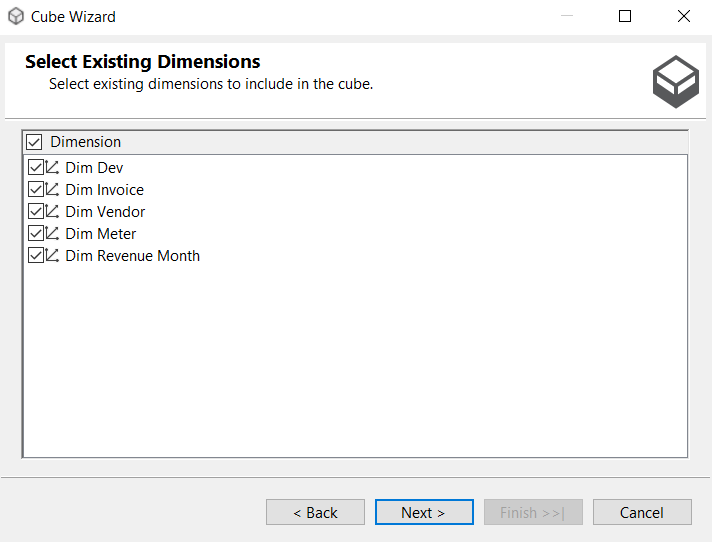 Cube Wizard
Select Existing Dimensions
Select existing dimensions to include in the cube.
Dimension
Dim Dev
Dim Invoice
Dim Vendor
Dim Meter
Dim Revenue Month
< Back
Next >
Finish >>|
Cancel